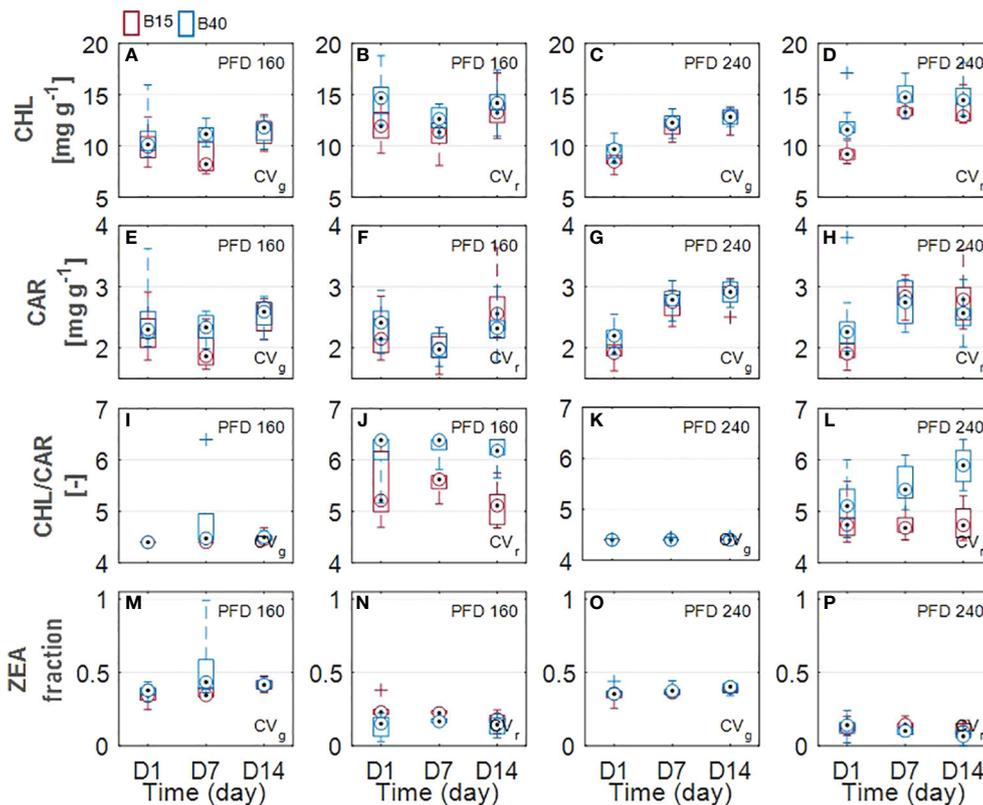 B15 B40
A PFD 160 B PFD 160 C PFD 240 D PFD 240
CHL [mg g-1]
20 15 10 5
20 15 10 5
20 15 10 5
20 15 10 5
CVg CVr CVg CVr
E PFD 160 F PFD 160 G PFD 240 H PFD 240
CAR [mg g-1]
4 3 2
4 3 2
4 3 2
4 3 2
CVg CVr CVg CVr
I PFD 160 J PFD 160 K PFD 240 L PFD 240
CHL/CAR [-]
7 6 5 4
7 6 5 4
7 6 5 4
7 6 5 4
CVg CVr CVg CVr
M PFD 160 N PFD 160 O PFD 240 P PFD 240
ZEA fraction
1 0.5 0
1 0.5 0
1 0.5 0
1 0.5 0
CVg CVr CVg CVr
D1 D7 D14 D1 D7 D14 D1 D7 D14 D1 D7 D14
Time (day) Time (day) Time (day) Time (day)